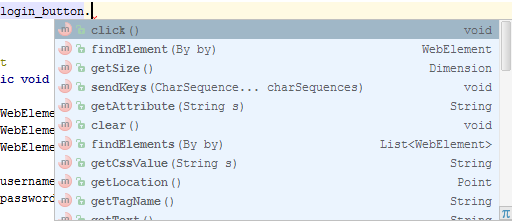 login_button.
click() void
findElement(By by) WebElement
t getSize() Dimension
ic void sendKeys(CharSequence... charSequences) void
getAttribute(String s) String
WebEleme clear() void
WebEleme findElements(By by) List<WebElement>
WebEleme getCssValue(String s) String
getLocation() Point
username getTagName() String
password getText() String
π